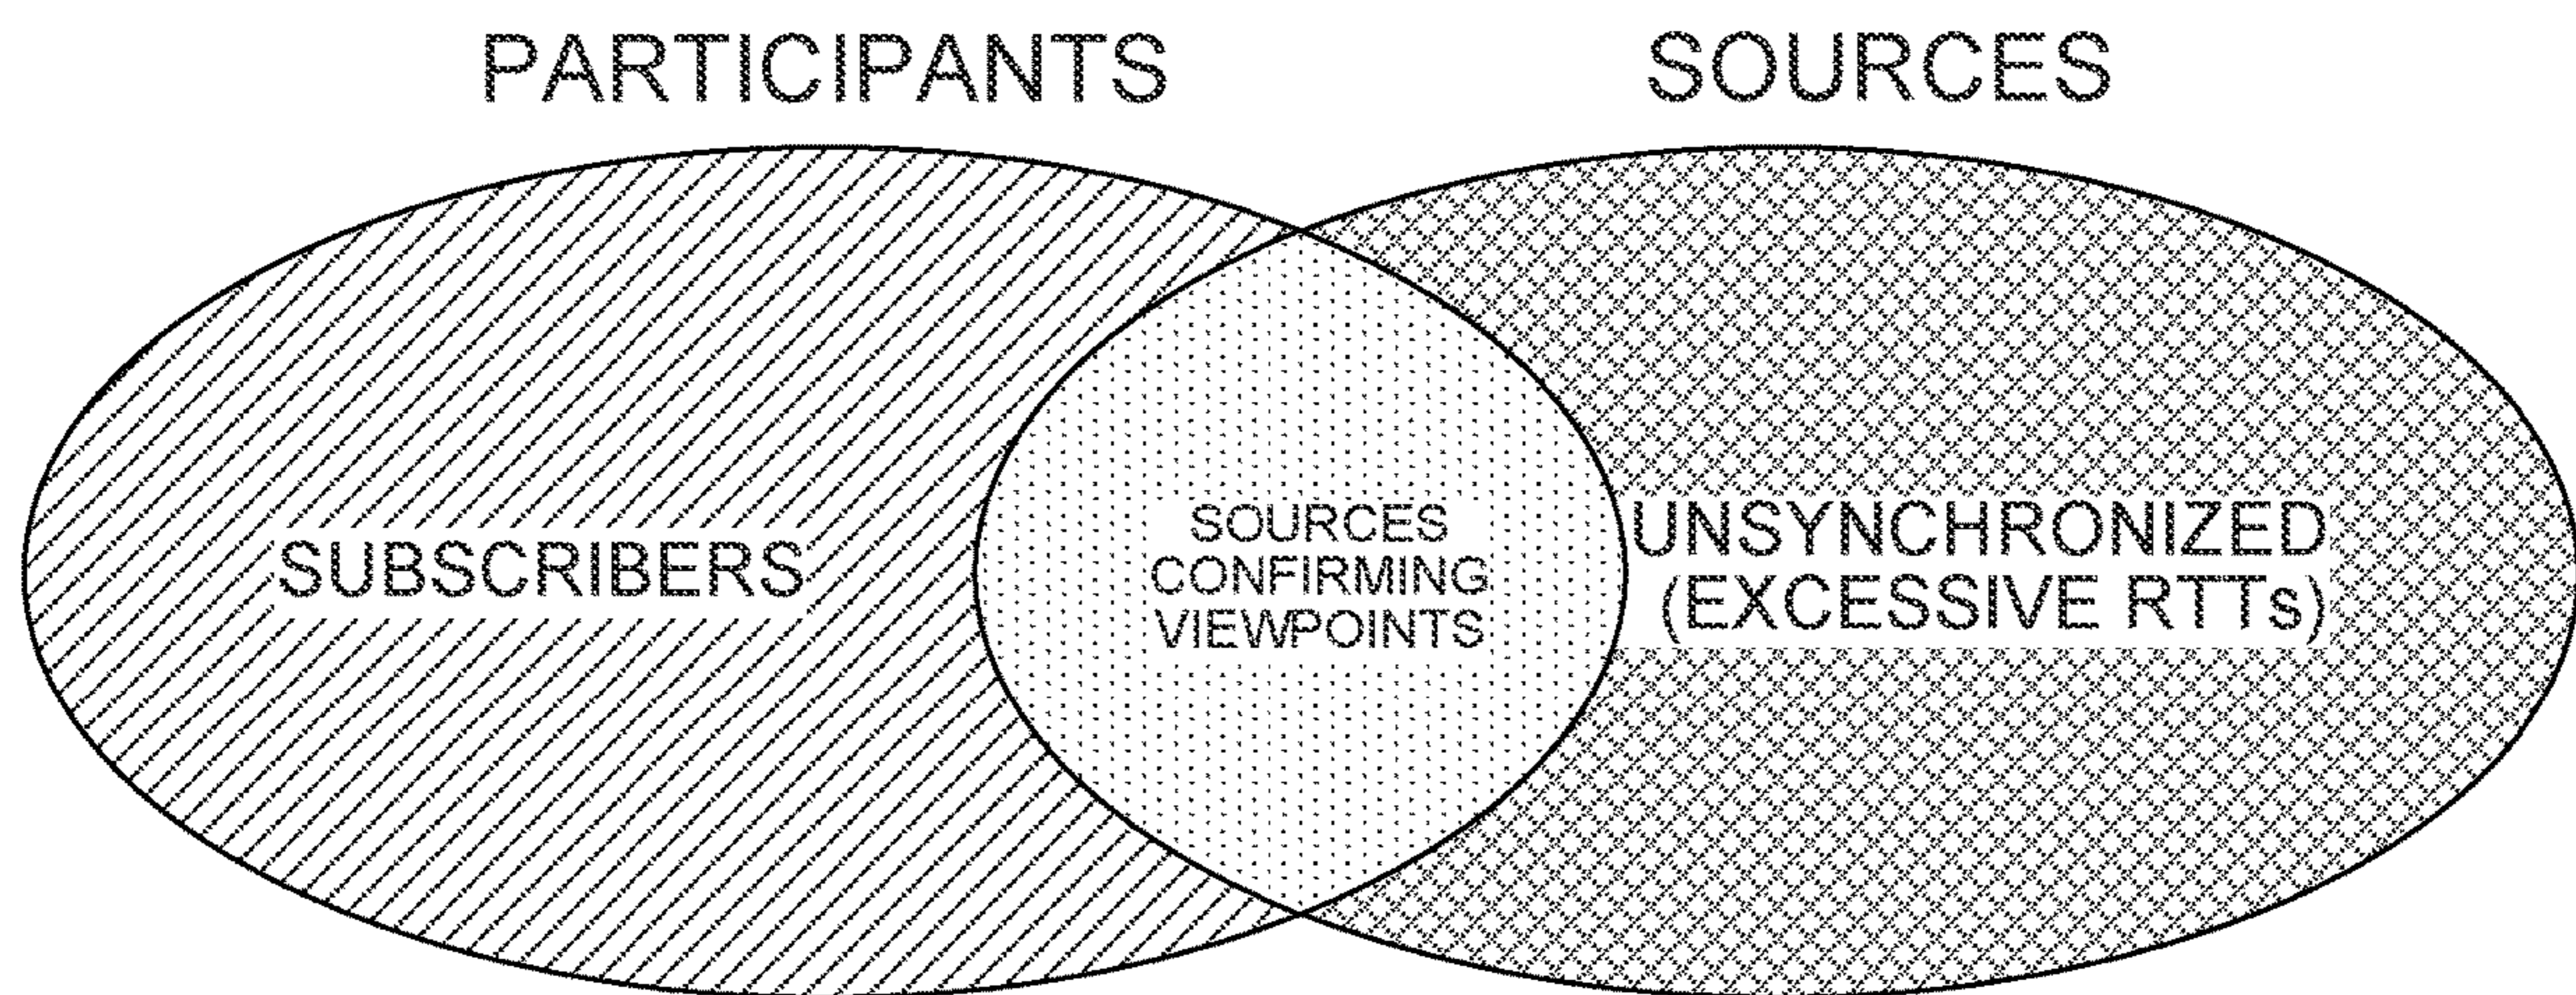 PARTICIPANTS
SOURCES
SUBSCRIBERS
SOURCES
CONFIRMING
VIEWPOINTS
UNSYNCHRONIZED
(EXCESSIVE RTTs)